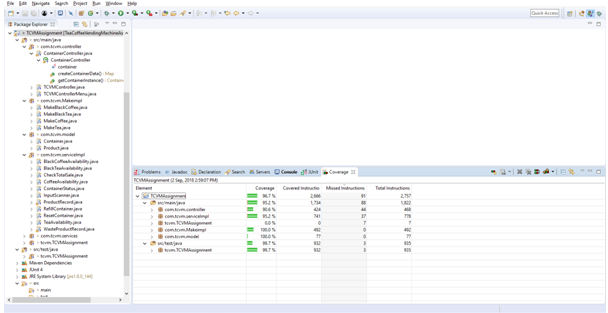 File Edit Navigate Search Project Run Window Help
Quick Access
Package Explorer
TCVMAssignment [TeaCoffeeVendingMachineAs
src/main/java
com.tcvm.controller
ContainerController.java
ContainerController
container
createContainerData() : Map
getContainerInstance() : Contain
TCVMController.java
TCVMControllerMenu.java
com.tcvm.MakeImpl
MakeBlackCoffee.java
MakeBlackTea.java
MakeCoffee.java
MakeTea.java
com.tcvm.model
Container.java
Product.java
com.tcvm.serviceImpl
BlackCoffeeAvailability.java
BlackTeaAvailability.java
CheckTotalSale.java
CoffeeAvailability.java
ContainerStatus.java
InputScanner.java
ProductRecord.java
RefillContainer.java
ResetContainer.java
TeaAvailability.java
WasteProductRecord.java
com.tcvm.services
tcvm.TCVMAssignment
src/test/java
tcvm.TCVMAssignment
Maven Dependencies
JUnit 4
JRE System Library [jre1.8.0_144]
src
main
Problems Javadoc Declaration Search Servers Console JUnit Coverage
TCVMAssignment (2 Sep, 2018 2:59:07 PM)
Element Coverage Covered Instructio Missed Instructions Total Instructions
TCVMAssignment 96.7 % 2,666 91 2,757
src/main/java 95.2 % 1,734 88 1,822
com.tcvm.controller 90.6 % 424 44 468
com.tcvm.serviceImpl 95.2 % 741 37 778
tcvm.TCVMAssignment 0.0 % 0 7 7
com.tcvm.MakeImpl 100.0 % 492 0 492
com.tcvm.model 100.0 % 77 0 77
src/test/java 99.7 % 932 3 935
tcvm.TCVMAssignment 99.7 % 932 3 935